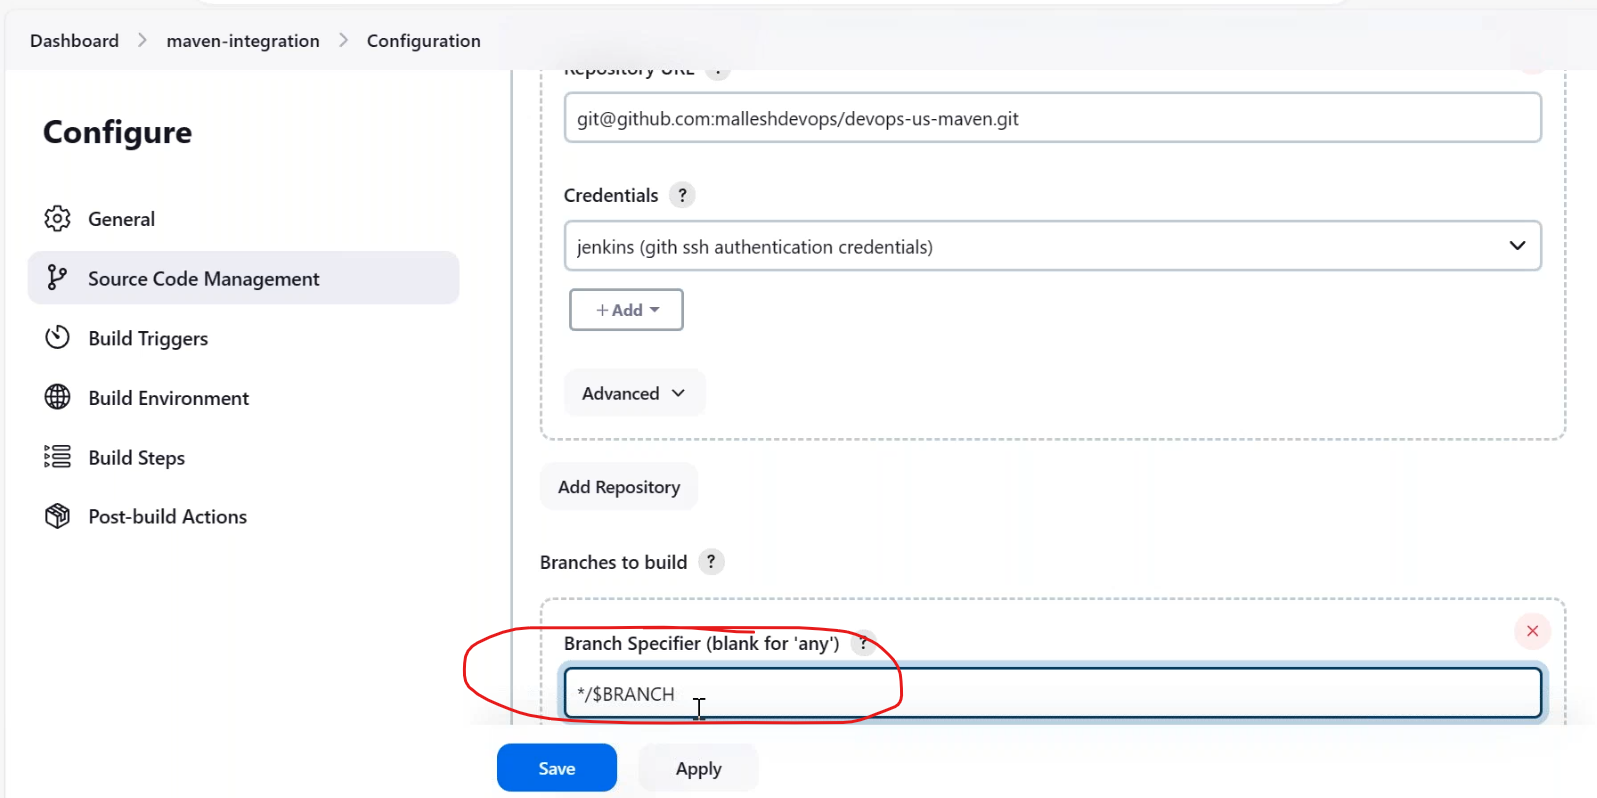 Dashboard > maven-integration > Configuration
Configure
General
Source Code Management
Build Triggers
Build Environment
Build Steps
Post-build Actions
Repository URL ?
git@github.com:malleshdevops/devops-us-maven.git
Credentials ?
jenkins (gith ssh authentication credentials)
+ Add
Advanced
Add Repository
Branches to build ?
Branch Specifier (blank for 'any') ?
*/$BRANCH
Save
Apply